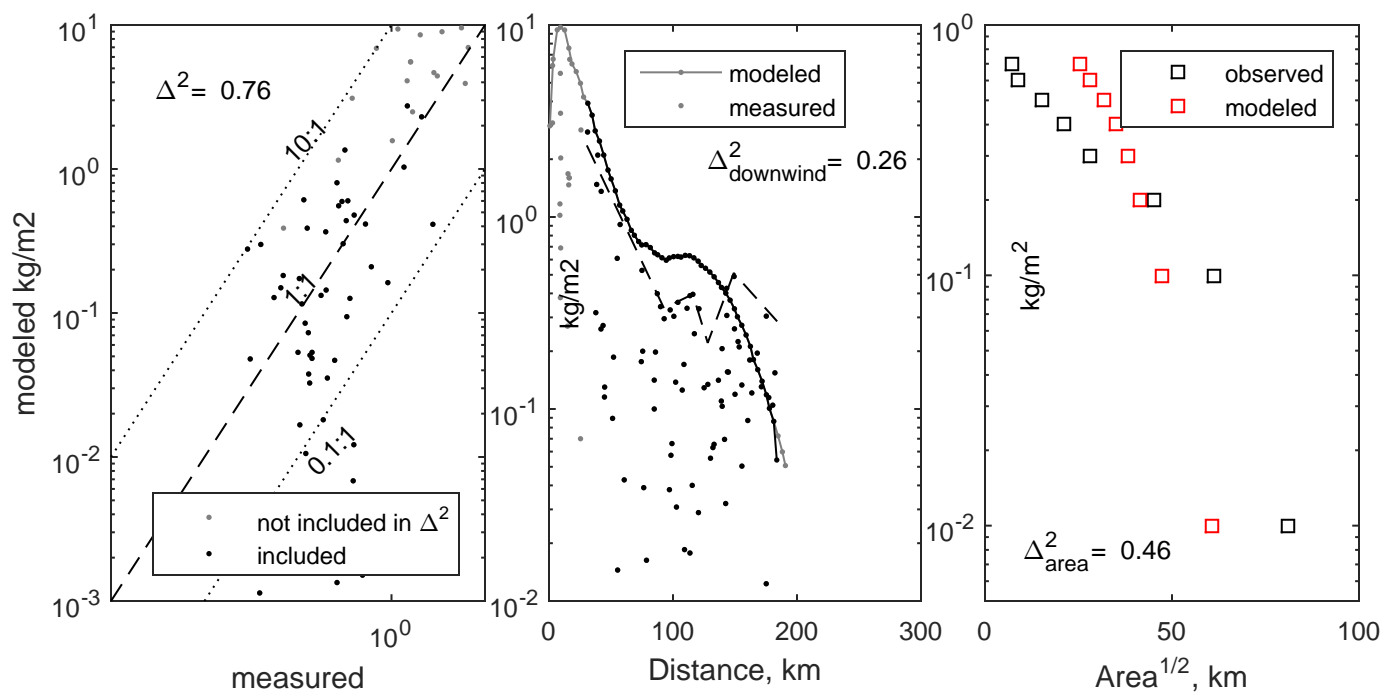 10^1
10^0
10^-1
10^-2
10^-3
modeled kg/m2
Δ^2= 0.76
10:1
1:1
0.1:1
not included in Δ^2
included
10^0
measured
10^1
10^0
10^-1
10^-2
kg/m2
modeled
measured
Δ^2_downwind= 0.26
0
100
200
300
Distance, km
10^0
10^-1
10^-2
kg/m^2
observed
modeled
Δ^2_area= 0.46
0
50
100
Area^1/2, km